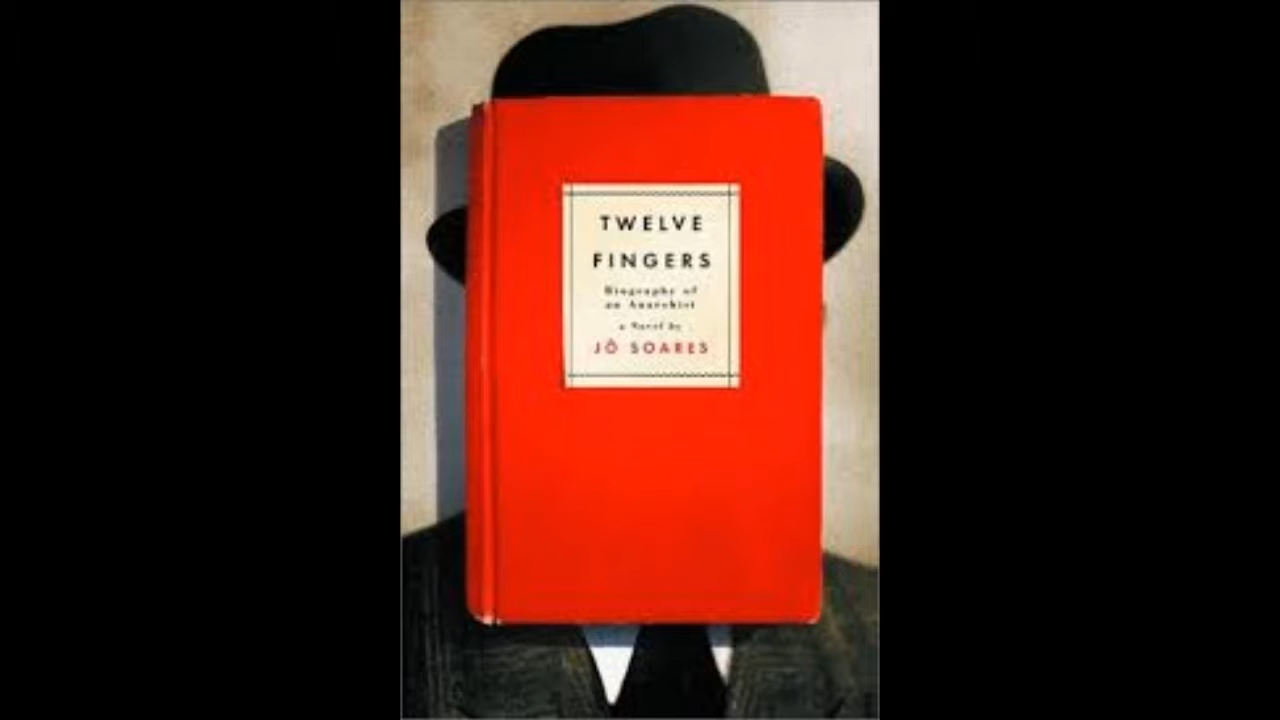 TWELVE
FINGERS
Biography of
an Anarchist
a Novel by
JÔ SOARES